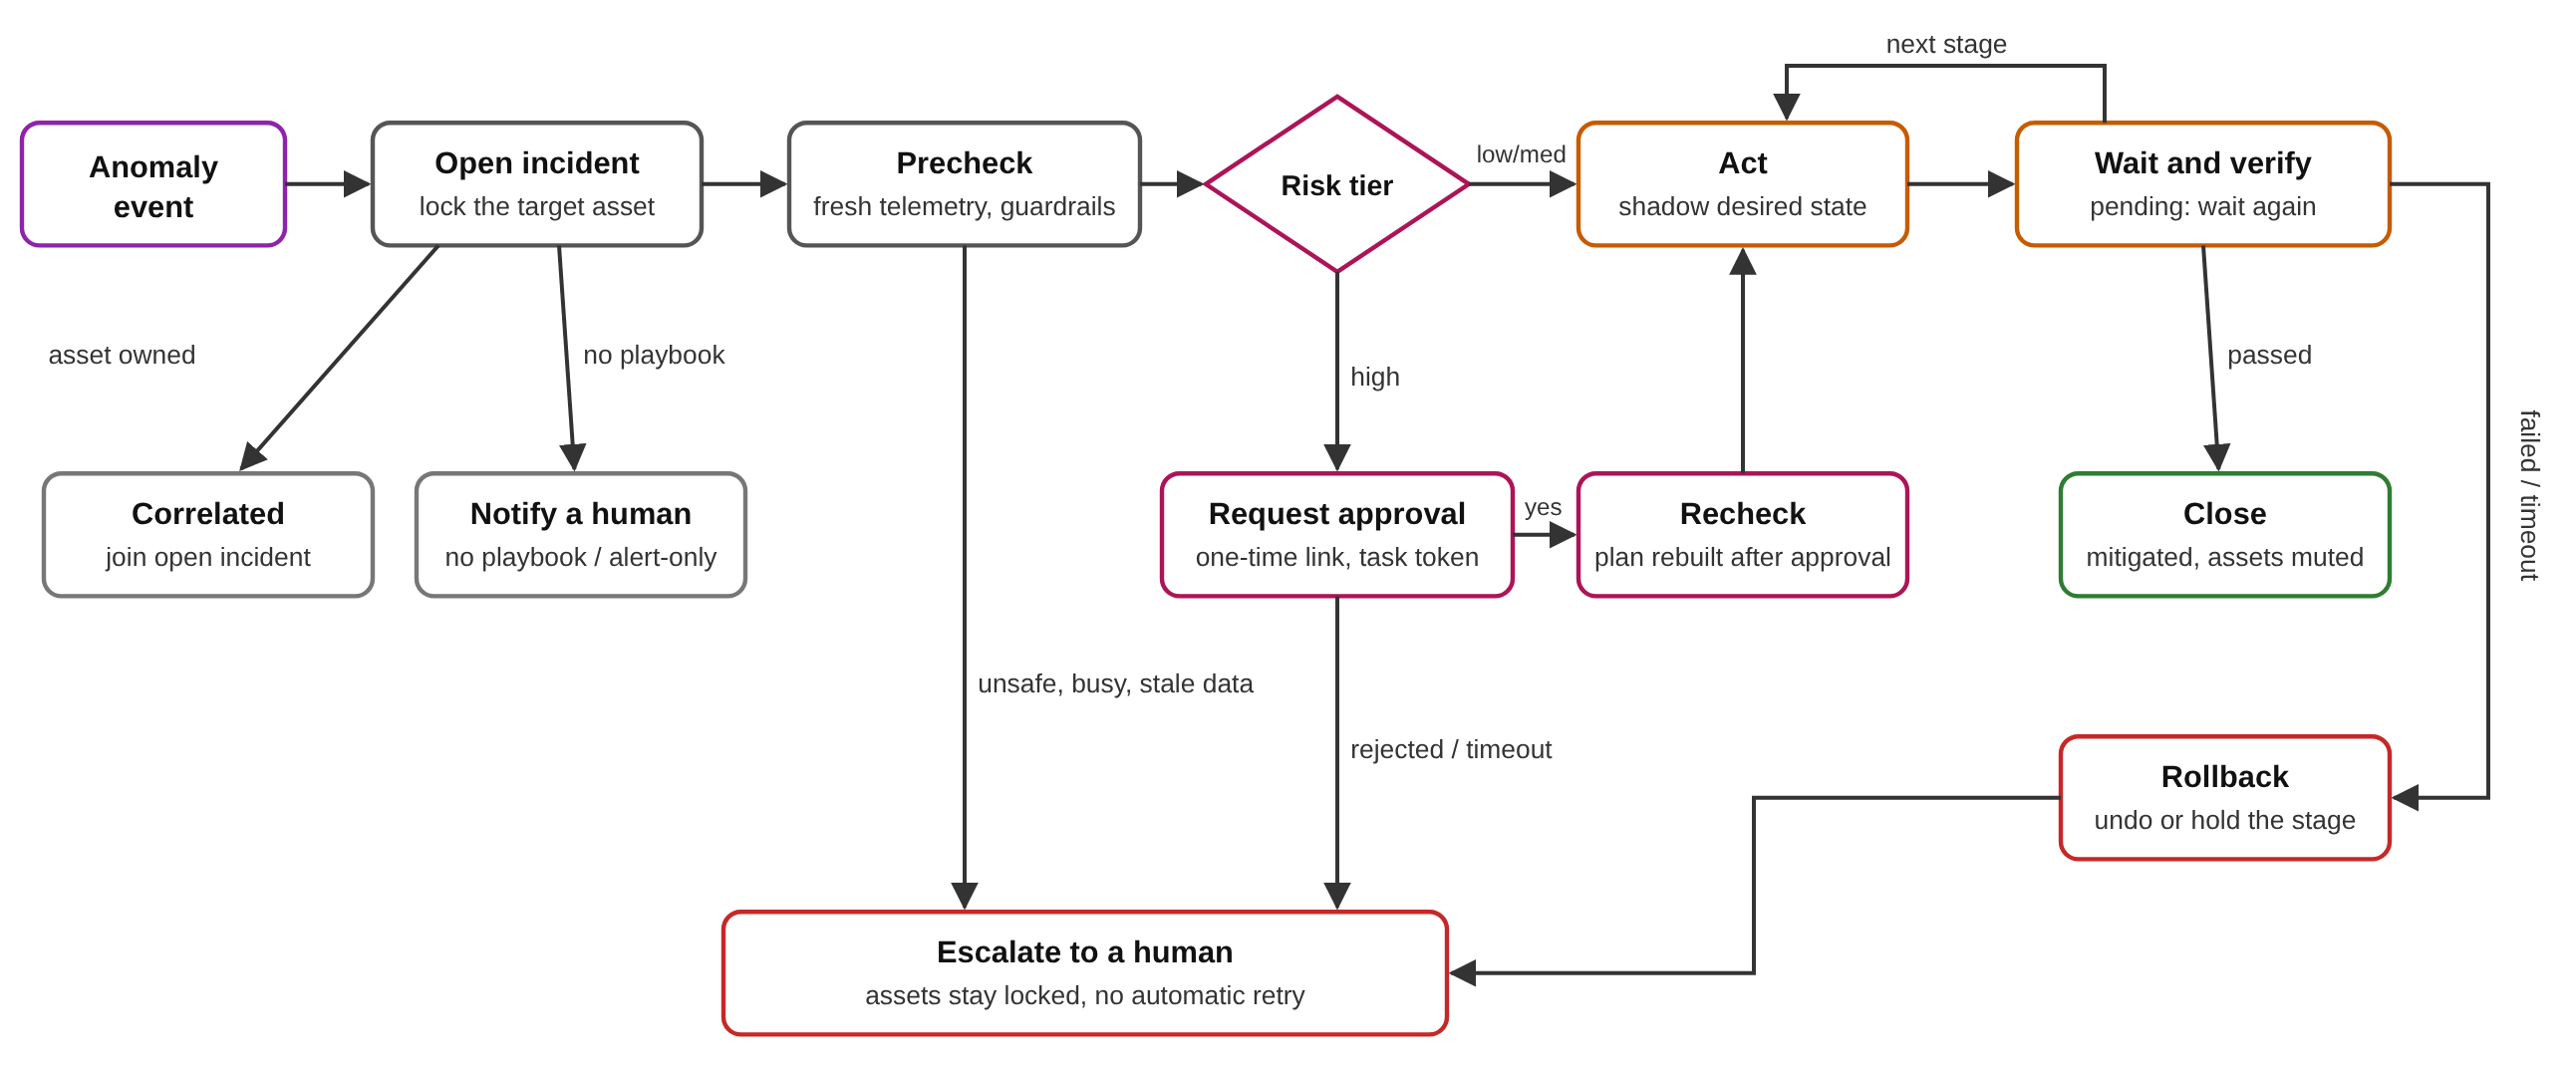 next stage
Anomaly
event
Open incident
lock the target asset
Precheck
fresh telemetry, guardrails
Risk tier
low/med
Act
shadow desired state
Wait and verify
pending: wait again
asset owned
no playbook
high
passed
failed / timeout
Correlated
join open incident
Notify a human
no playbook / alert-only
Request approval
one-time link, task token
yes
Recheck
plan rebuilt after approval
Close
mitigated, assets muted
unsafe, busy, stale data
rejected / timeout
Rollback
undo or hold the stage
Escalate to a human
assets stay locked, no automatic retry